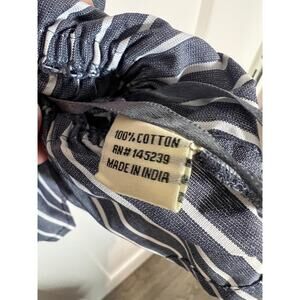 100% COTTON
RN# 145239
MADE IN INDIA